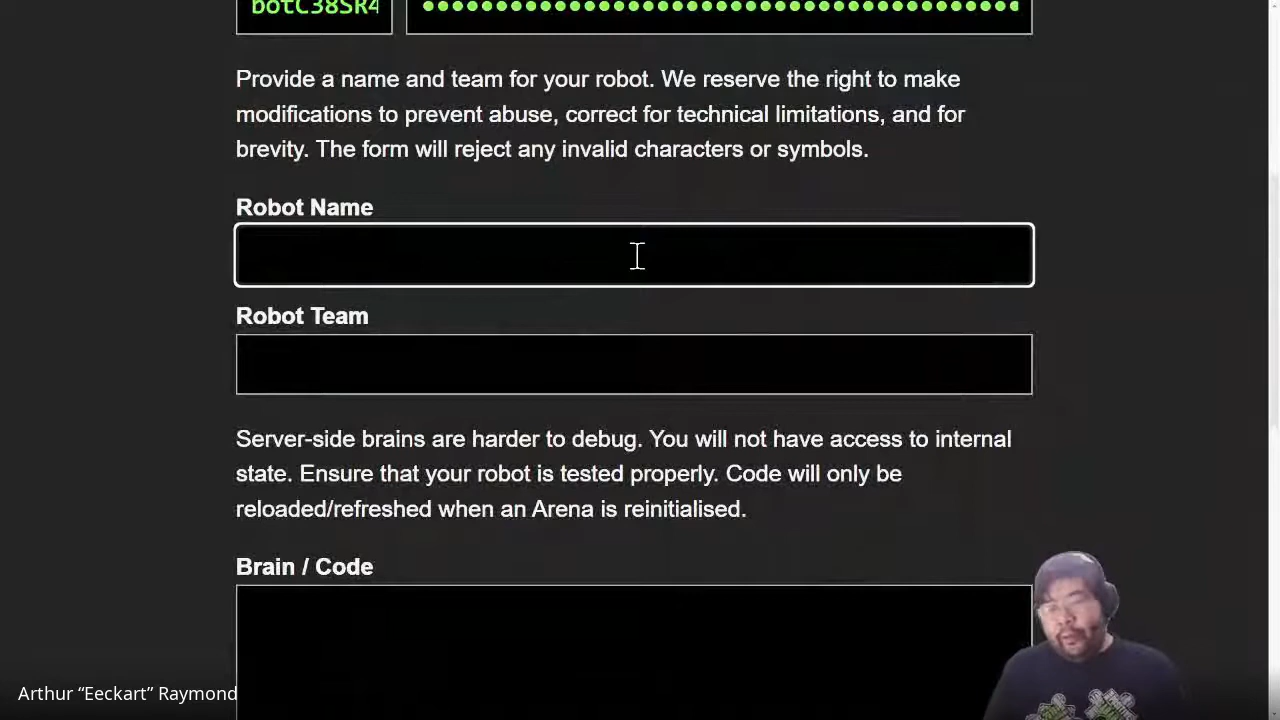 botC38SR4
Provide a name and team for your robot. We reserve the right to make
modifications to prevent abuse, correct for technical limitations, and for
brevity. The form will reject any invalid characters or symbols.
Robot Name
Robot Team
Server-side brains are harder to debug. You will not have access to internal
state. Ensure that your robot is tested properly. Code will only be
reloaded/refreshed when an Arena is reinitialised.
Brain / Code
Arthur “Eeckart” Raymond